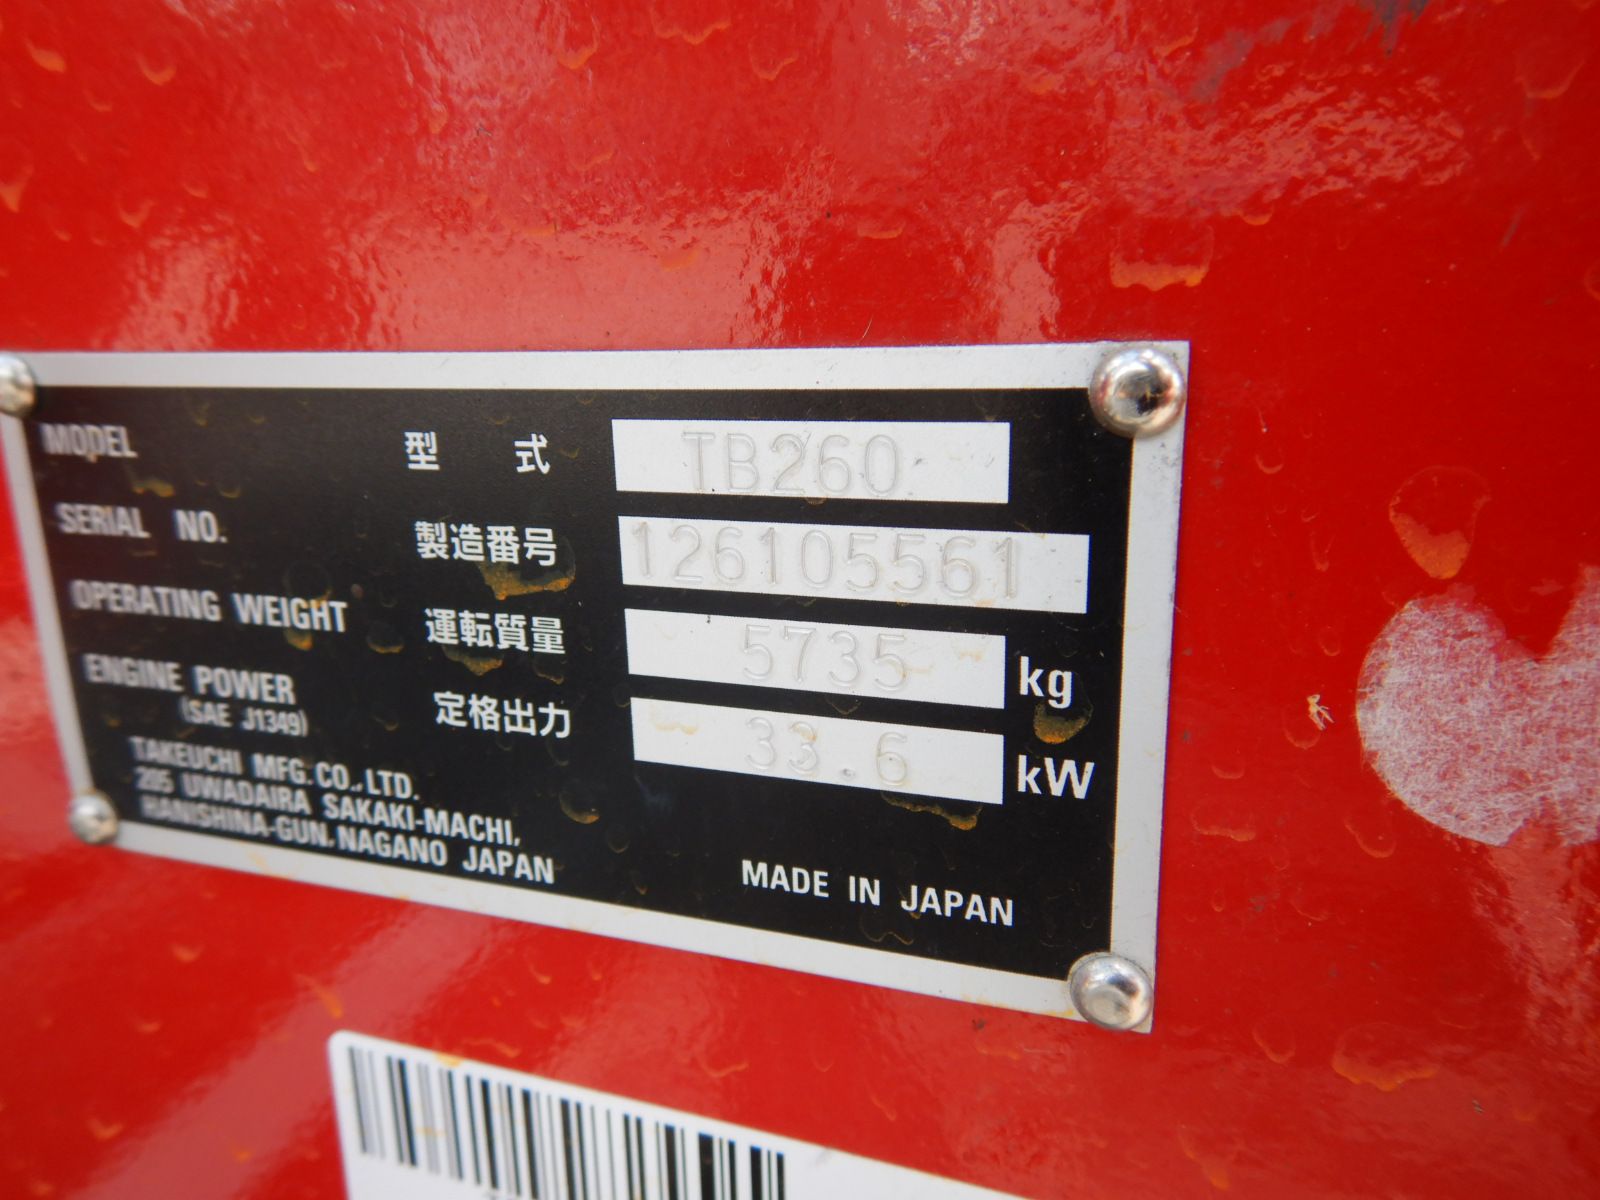 MODEL 型 式 TB260
SERIAL NO. 製造番号 126105561
OPERATING WEIGHT 運転質量 5735 kg
ENGINE POWER 定格出力 33.6 kW
(SAE J1349)
TAKEUCHI MFG.CO.,LTD.
205 UWADAIRA SAKAKI-MACHI,
HANISHINA-GUN, NAGANO JAPAN
MADE IN JAPAN